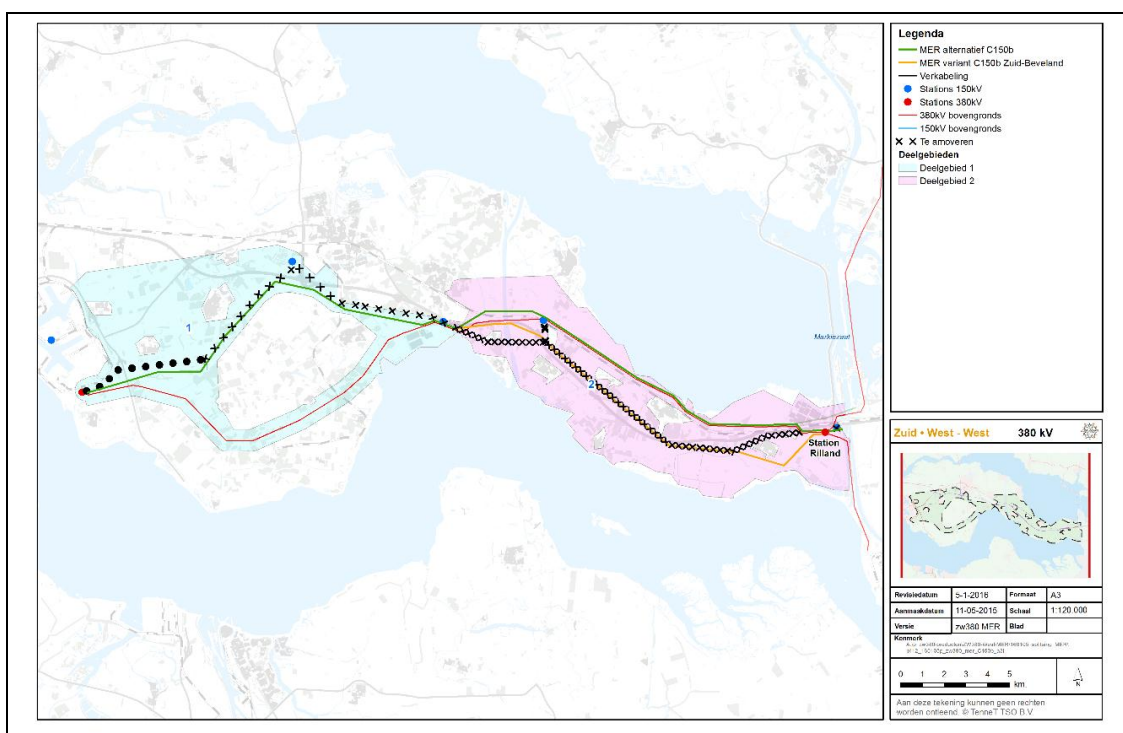 Legenda
MER alternatief C150b
MER variant C150b Zuid-Beveland
Verkabeling
Stations 150kV
Stations 380kV
380kV bovengronds
150kV bovengronds
Te amoveren
Deelgebieden
Deelgebied 1
Deelgebied 2
1
2
Markiezaat
Station
Rilland
Zuid • West - West 380 kV
Revisiedatum 5-1-2016 Formaat A3
Aanmaakdatum 11-05-2015 Schaal 1:120.000
Versie zw380 MER Blad
Kenmerk
0 1 2 3 4 5
km
N
Aan deze tekening kunnen geen rechten
worden ontleend. © TenneT TSO B.V.